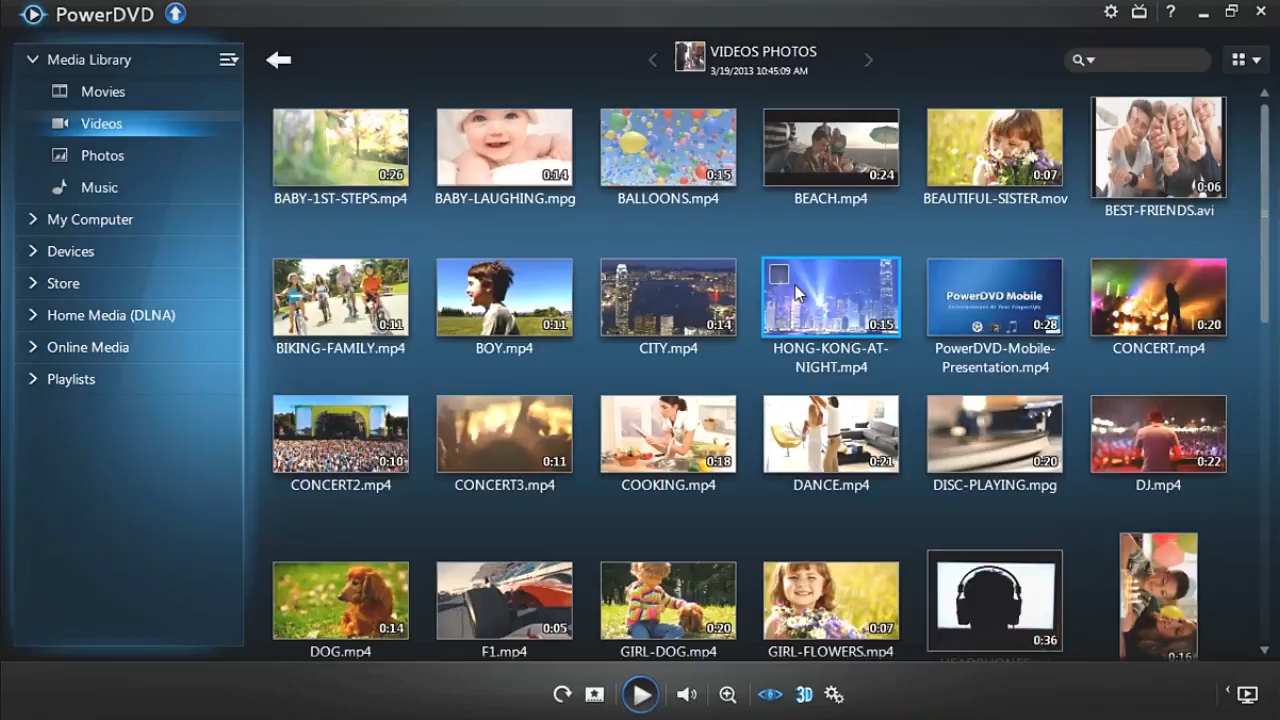 PowerDVD
?
Media Library
Movies
Videos
Photos
Music
My Computer
Devices
Store
Home Media (DLNA)
Online Media
Playlists
VIDEOS PHOTOS
3/19/2013 10:45:09 AM
0:26
BABY-1ST-STEPS.mp4
0:14
BABY-LAUGHING.mpg
0:15
BALLOONS.mp4
0:24
BEACH.mp4
0:07
BEAUTIFUL-SISTER.mov
0:06
BEST-FRIENDS.avi
0:11
BIKING-FAMILY.mp4
0:11
BOY.mp4
0:14
CITY.mp4
0:15
HONG-KONG-AT-
NIGHT.mp4
PowerDVD Mobile
0:28
PowerDVD-Mobile-
Presentation.mp4
0:20
CONCERT.mp4
0:10
CONCERT2.mp4
0:11
CONCERT3.mp4
0:18
COOKING.mp4
0:21
DANCE.mp4
0:20
DISC-PLAYING.mpg
0:22
DJ.mp4
0:14
DOG.mp4
0:05
F1.mp4
0:20
GIRL-DOG.mp4
0:07
GIRL-FLOWERS.mp4
0:36
0:16
3D